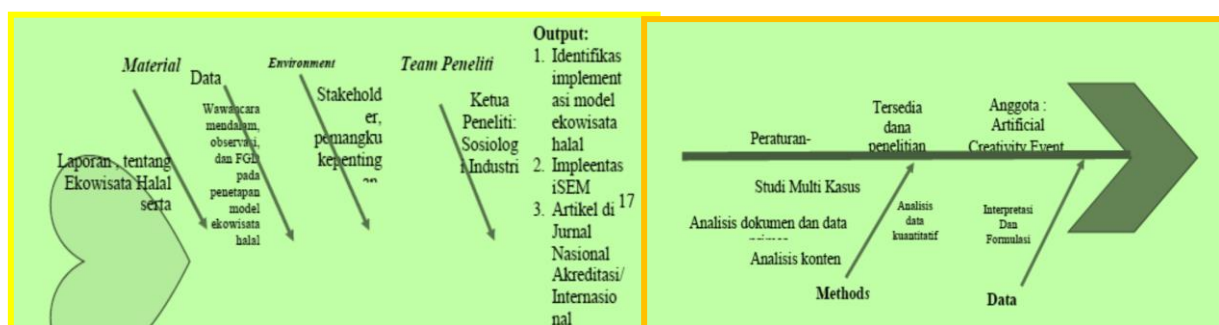 Material
Laporan , tentang
Ekowisata Halal
serta
Data
Wawancara
mendalam,
observasi,
dan FGD
pada
penetapan
model
ekowisata
halal
Environment
Stakehold
er,
pemangku
kepenting
an
Team Peneliti
Ketua
Peneliti:
Sosiolog
i Industri
Output:
1. Identifikas
implement
asi model
ekowisata
halal
2. Impleentas
iSEM
3. Artikel di
Jurnal
Nasional
Akreditasi/
Internasio
nal
17
Peraturan-
Tersedia
dana
penelitian
Anggota :
Artificial
Creativity Event
Studi Multi Kasus
Analisis dokumen dan data
Analisis konten
Methods
Analisis
data
kuantitatif
Interpretasi
Dan
Formulasi
Data